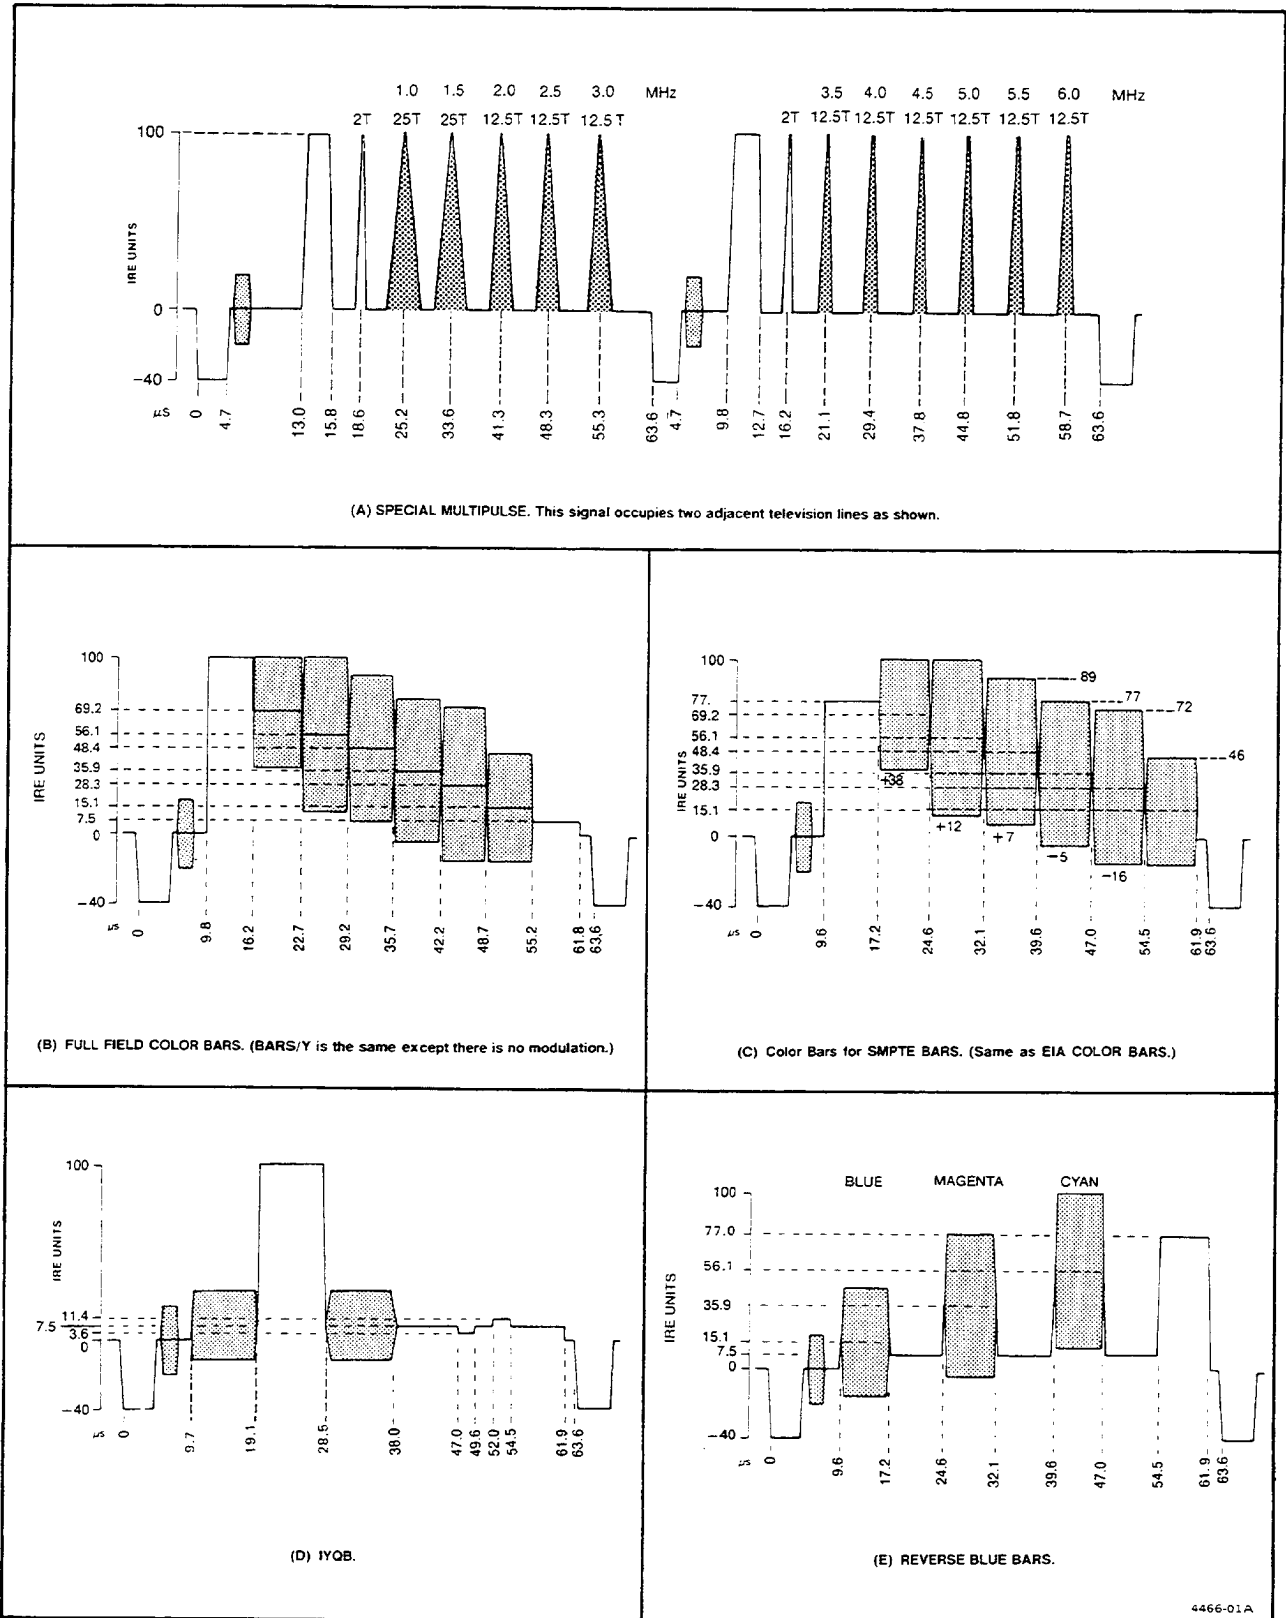 1.0 1.5 2.0 2.5 3.0 MHz 3.5 4.0 4.5 5.0 5.5 6.0 MHz
2T 25T 25T 12.5T 12.5T 12.5T 2T 12.5T 12.5T 12.5T 12.5T 12.5T 12.5T
100
IRE UNITS
0
−40
µS 0 4.7 13.0 15.8 18.6 25.2 33.6 41.3 48.3 55.3 63.6 4.7 9.8 12.7 16.2 21.1 29.4 37.8 44.8 51.8 58.7 63.6
(A) SPECIAL MULTIPULSE. This signal occupies two adjacent television lines as shown.
100
69.2
56.1
48.4
35.9
28.3
15.1
7.5
0
−40
IRE UNITS
µs 0 9.8 16.2 22.7 29.2 35.7 42.2 48.7 55.2 61.8 63.6
(B) FULL FIELD COLOR BARS. (BARS/Y is the same except there is no modulation.)
100
77.
69.2
56.1
48.4
35.9
28.3
15.1
0
−40
IRE UNITS
89
77
72
46
+38
+12
+7
−5
−16
µs 0 9.6 17.2 24.6 32.1 39.6 47.0 54.5 61.9 63.6
(C) Color Bars for SMPTE BARS. (Same as EIA COLOR BARS.)
100
IRE UNITS
11.4
7.5
3.6
0
−40
µs 0 9.7 19.1 28.5 38.0 47.0 49.6 52.0 54.5 61.9 63.6
(D) IYQB.
BLUE MAGENTA CYAN
100
77.0
56.1
35.9
15.1
7.5
0
−40
IRE UNITS
µs 0 9.6 17.2 24.6 32.1 39.6 47.0 54.5 61.9 63.6
(E) REVERSE BLUE BARS.
4466-01A